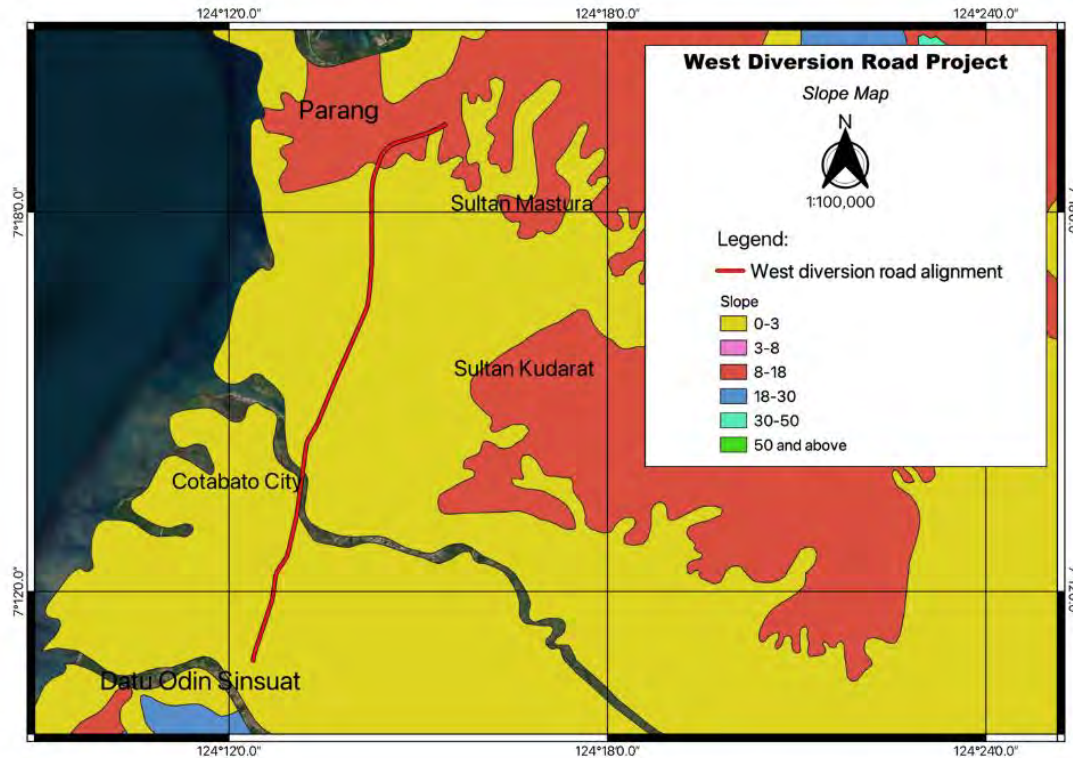 124°12'0.0"
124°18'0.0"
124°24'0.0"
West Diversion Road Project
Slope Map
N
1:100,000
Legend:
West diversion road alignment
Slope
0-3
3-8
8-18
18-30
30-50
50 and above
Parang
Sultan Mastura
7°18'0.0"
Sultan Kudarat
Cotabato City
7°12'0.0"
Datu Odin Sinsuat
124°12'0.0"
124°18'0.0"
124°24'0.0"